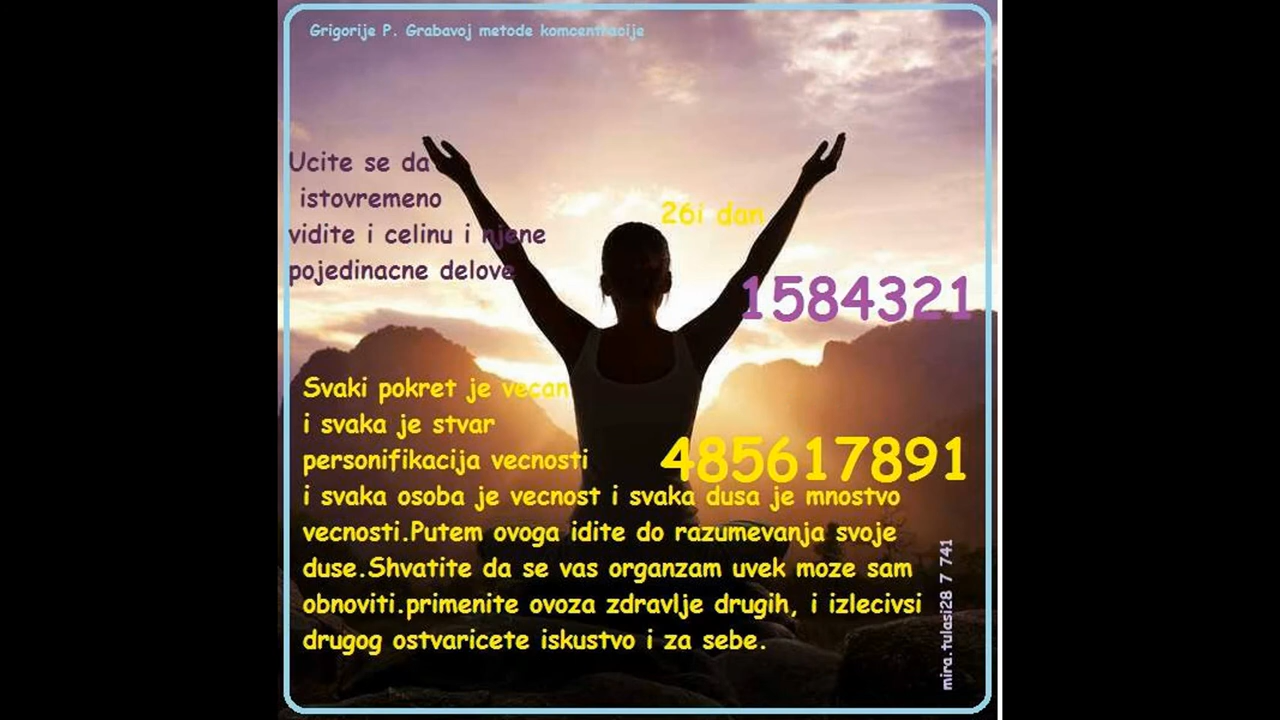 Grigorije P. Grabavoj metode komcentracije
Ucite se da
istovremeno
vidite i celinu i njene
pojedinacne delove
26i dan
1584321
Svaki pokret je vecan
i svaka je stvar
personifikacija vecnosti
485617891
i svaka osoba je vecnost i svaka dusa je mnostvo
vecnosti.Putem ovoga idite do razumevanja svoje
duse.Shvatite da se vas organzam uvek moze sam
obnoviti.primenite ovoza zdravlje drugih, i izlecivsi
drugog ostvaricete iskustvo i za sebe.
mira.tulasi28 7 741